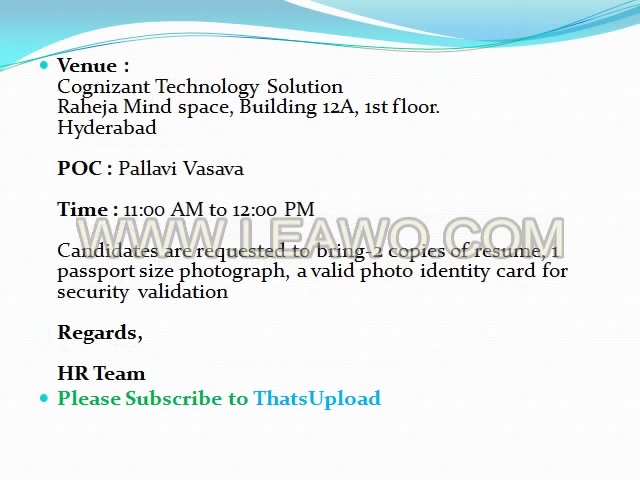 Venue :
Cognizant Technology Solution
Raheja Mind space, Building 12A, 1st floor.
Hyderabad
POC : Pallavi Vasava
Time : 11:00 AM to 12:00 PM
WWW.LEAWO.COM
Candidates are requested to bring-2 copies of resume, 1
passport size photograph, a valid photo identity card for
security validation
Regards,
HR Team
Please Subscribe to ThatsUpload